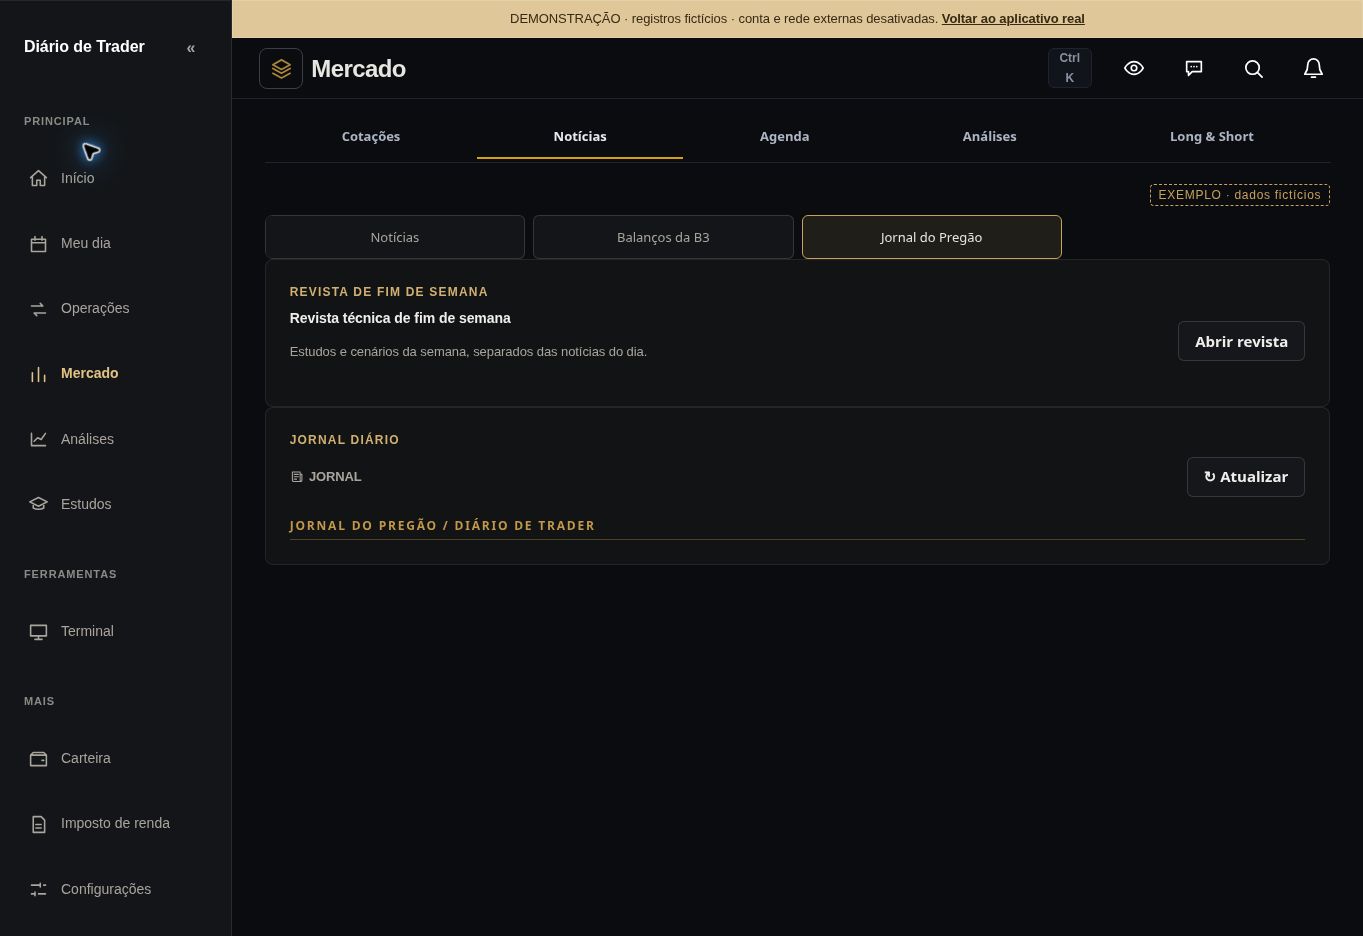 DEMONSTRAÇÃO · registros fictícios · conta e rede externas desativadas. Voltar ao aplicativo real
Diário de Trader «
PRINCIPAL
Início
Meu dia
Operações
Mercado
Análises
Estudos
FERRAMENTAS
Terminal
MAIS
Carteira
Imposto de renda
Configurações
Mercado
Ctrl
K
Cotações Notícias Agenda Análises Long & Short
EXEMPLO · dados fictícios
Notícias Balanços da B3 Jornal do Pregão
REVISTA DE FIM DE SEMANA
Revista técnica de fim de semana
Estudos e cenários da semana, separados das notícias do dia.
Abrir revista
JORNAL DIÁRIO
JORNAL
↻ Atualizar
JORNAL DO PREGÃO / DIÁRIO DE TRADER